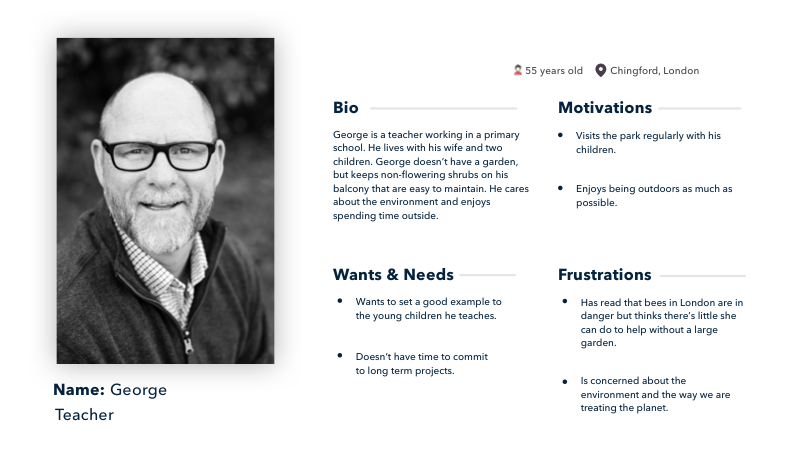 55 years old
Chingford, London
Bio
George is a teacher working in a primary
school. He lives with his wife and two
children. George doesn’t have a garden,
but keeps non-flowering shrubs on his
balcony that are easy to maintain. He cares
about the environment and enjoys
spending time outside.
Motivations
Visits the park regularly with his
children.
Enjoys being outdoors as much as
possible.
Wants & Needs
Wants to set a good example to
the young children he teaches.
Doesn’t have time to commit
to long term projects.
Frustrations
Has read that bees in London are in
danger but thinks there’s little she
can do to help without a large
garden.
Is concerned about the
environment and the way we are
treating the planet.
Name: George
Teacher